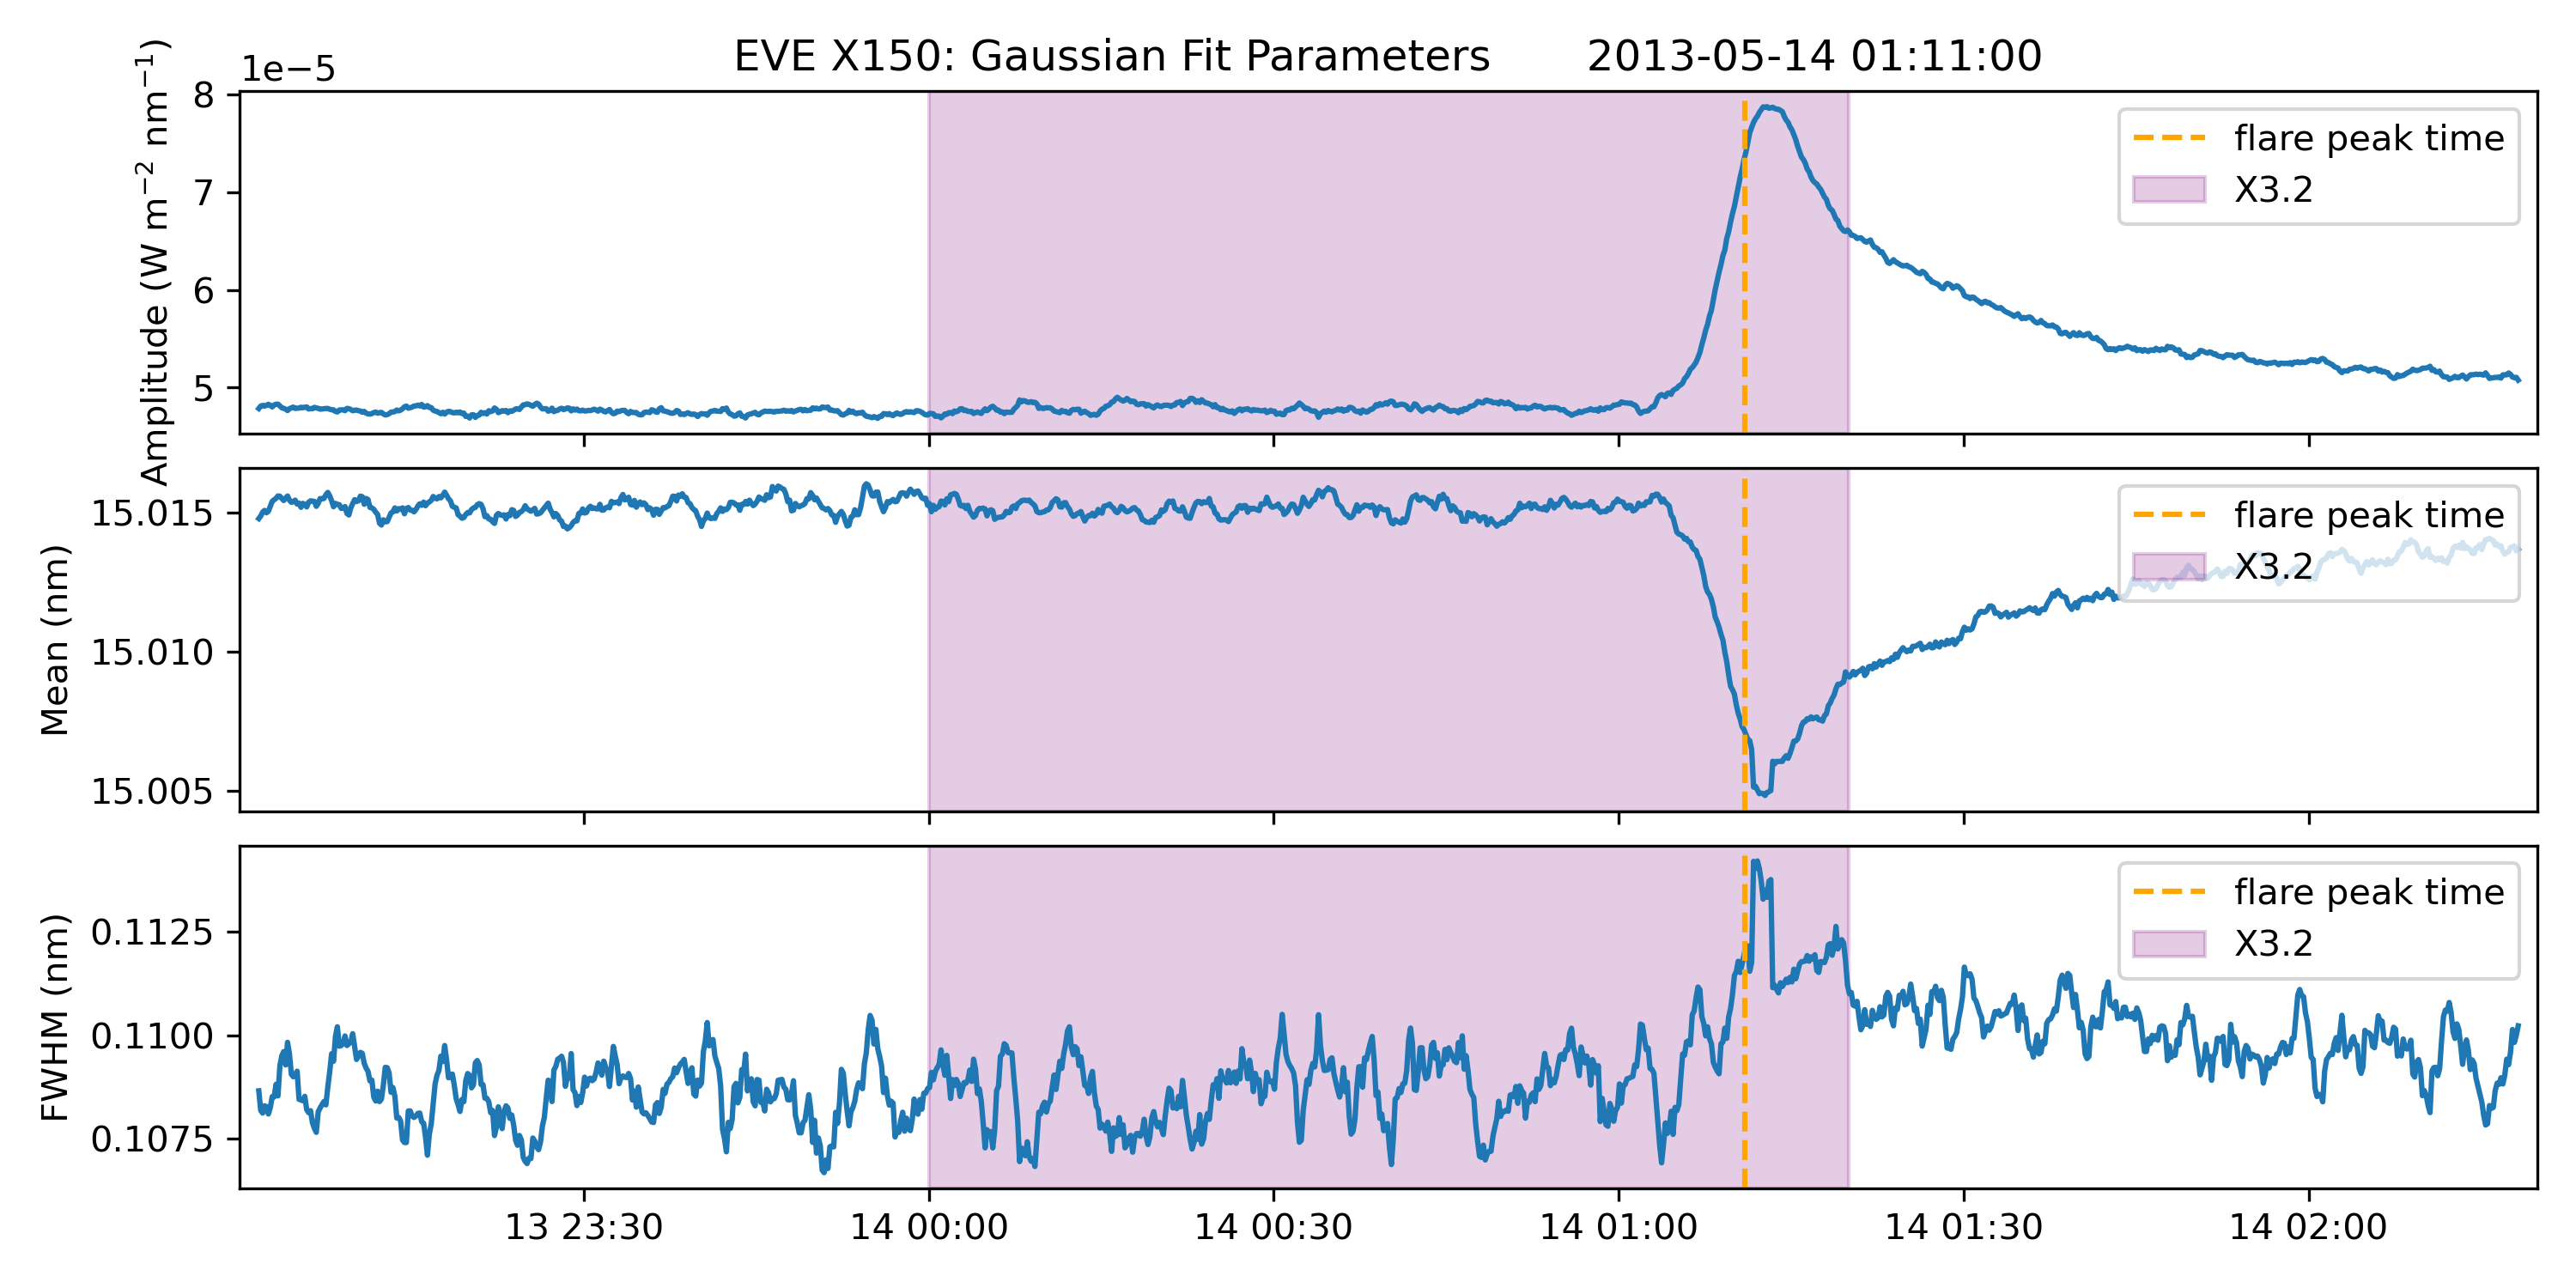 EVE X150: Gaussian Fit Parameters 2013-05-14 01:11:00
1e−5
Amplitude (W m⁻² nm⁻¹)
8
7
6
5
flare peak time
X3.2
Mean (nm)
15.015
15.010
15.005
flare peak time
X3.2
FWHM (nm)
0.1125
0.1100
0.1075
flare peak time
X3.2
13 23:30 14 00:00 14 00:30 14 01:00 14 01:30 14 02:00